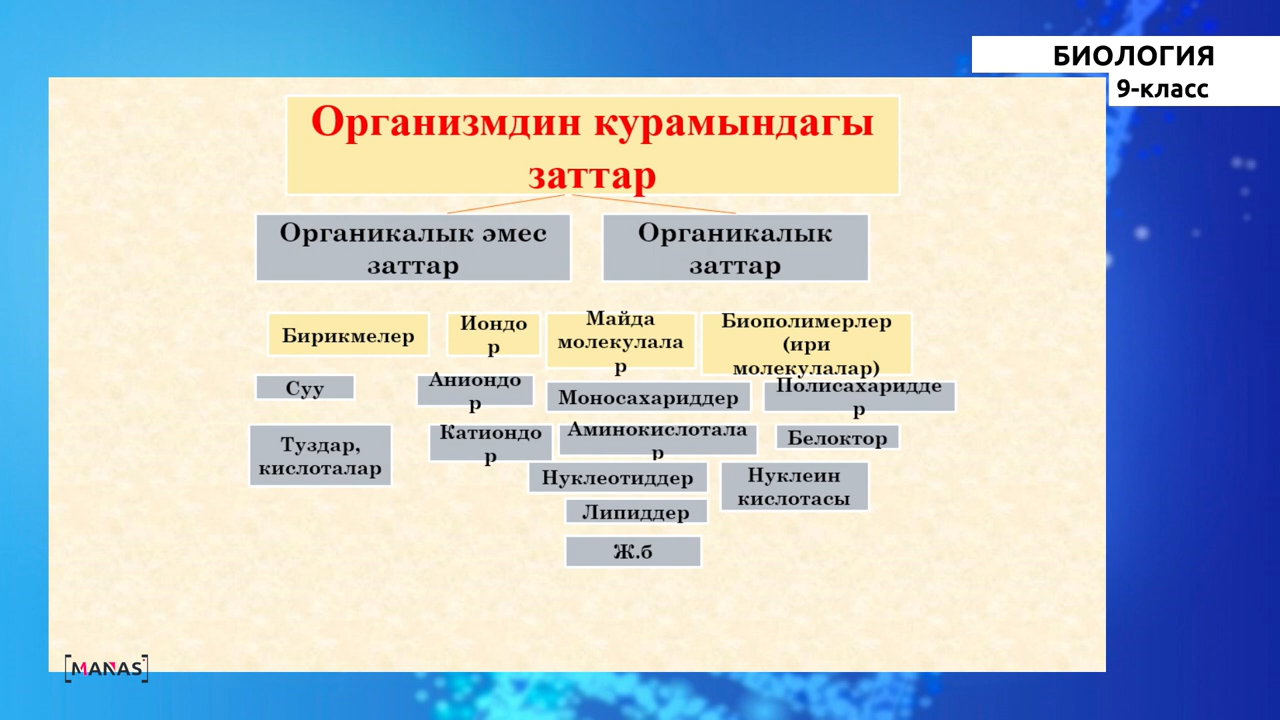 БИОЛОГИЯ
9-класс
Организмдин курамындагы
заттар
Органикалык эмес
заттар
Органикалык
заттар
Бирикмелер
Иондо
р
Майда
молекулала
р
Биополимерлер
(ири
молекулалар)
Суу
Аниондо
р
Моносахариддер
Полисахаридде
р
Туздар,
кислоталар
Катиондо
р
Аминокислотала
р
Белоктор
Нуклеотиддер
Нуклеин
кислотасы
Липиддер
Ж.б
MANAS